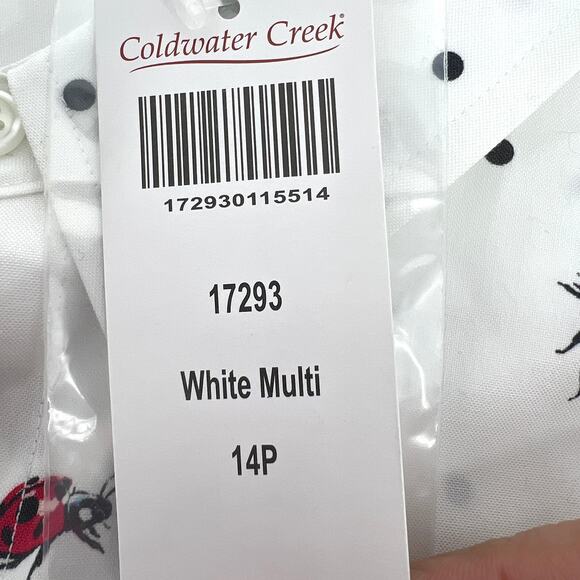 Coldwater Creek®
172930115514
17293
White Multi
14P